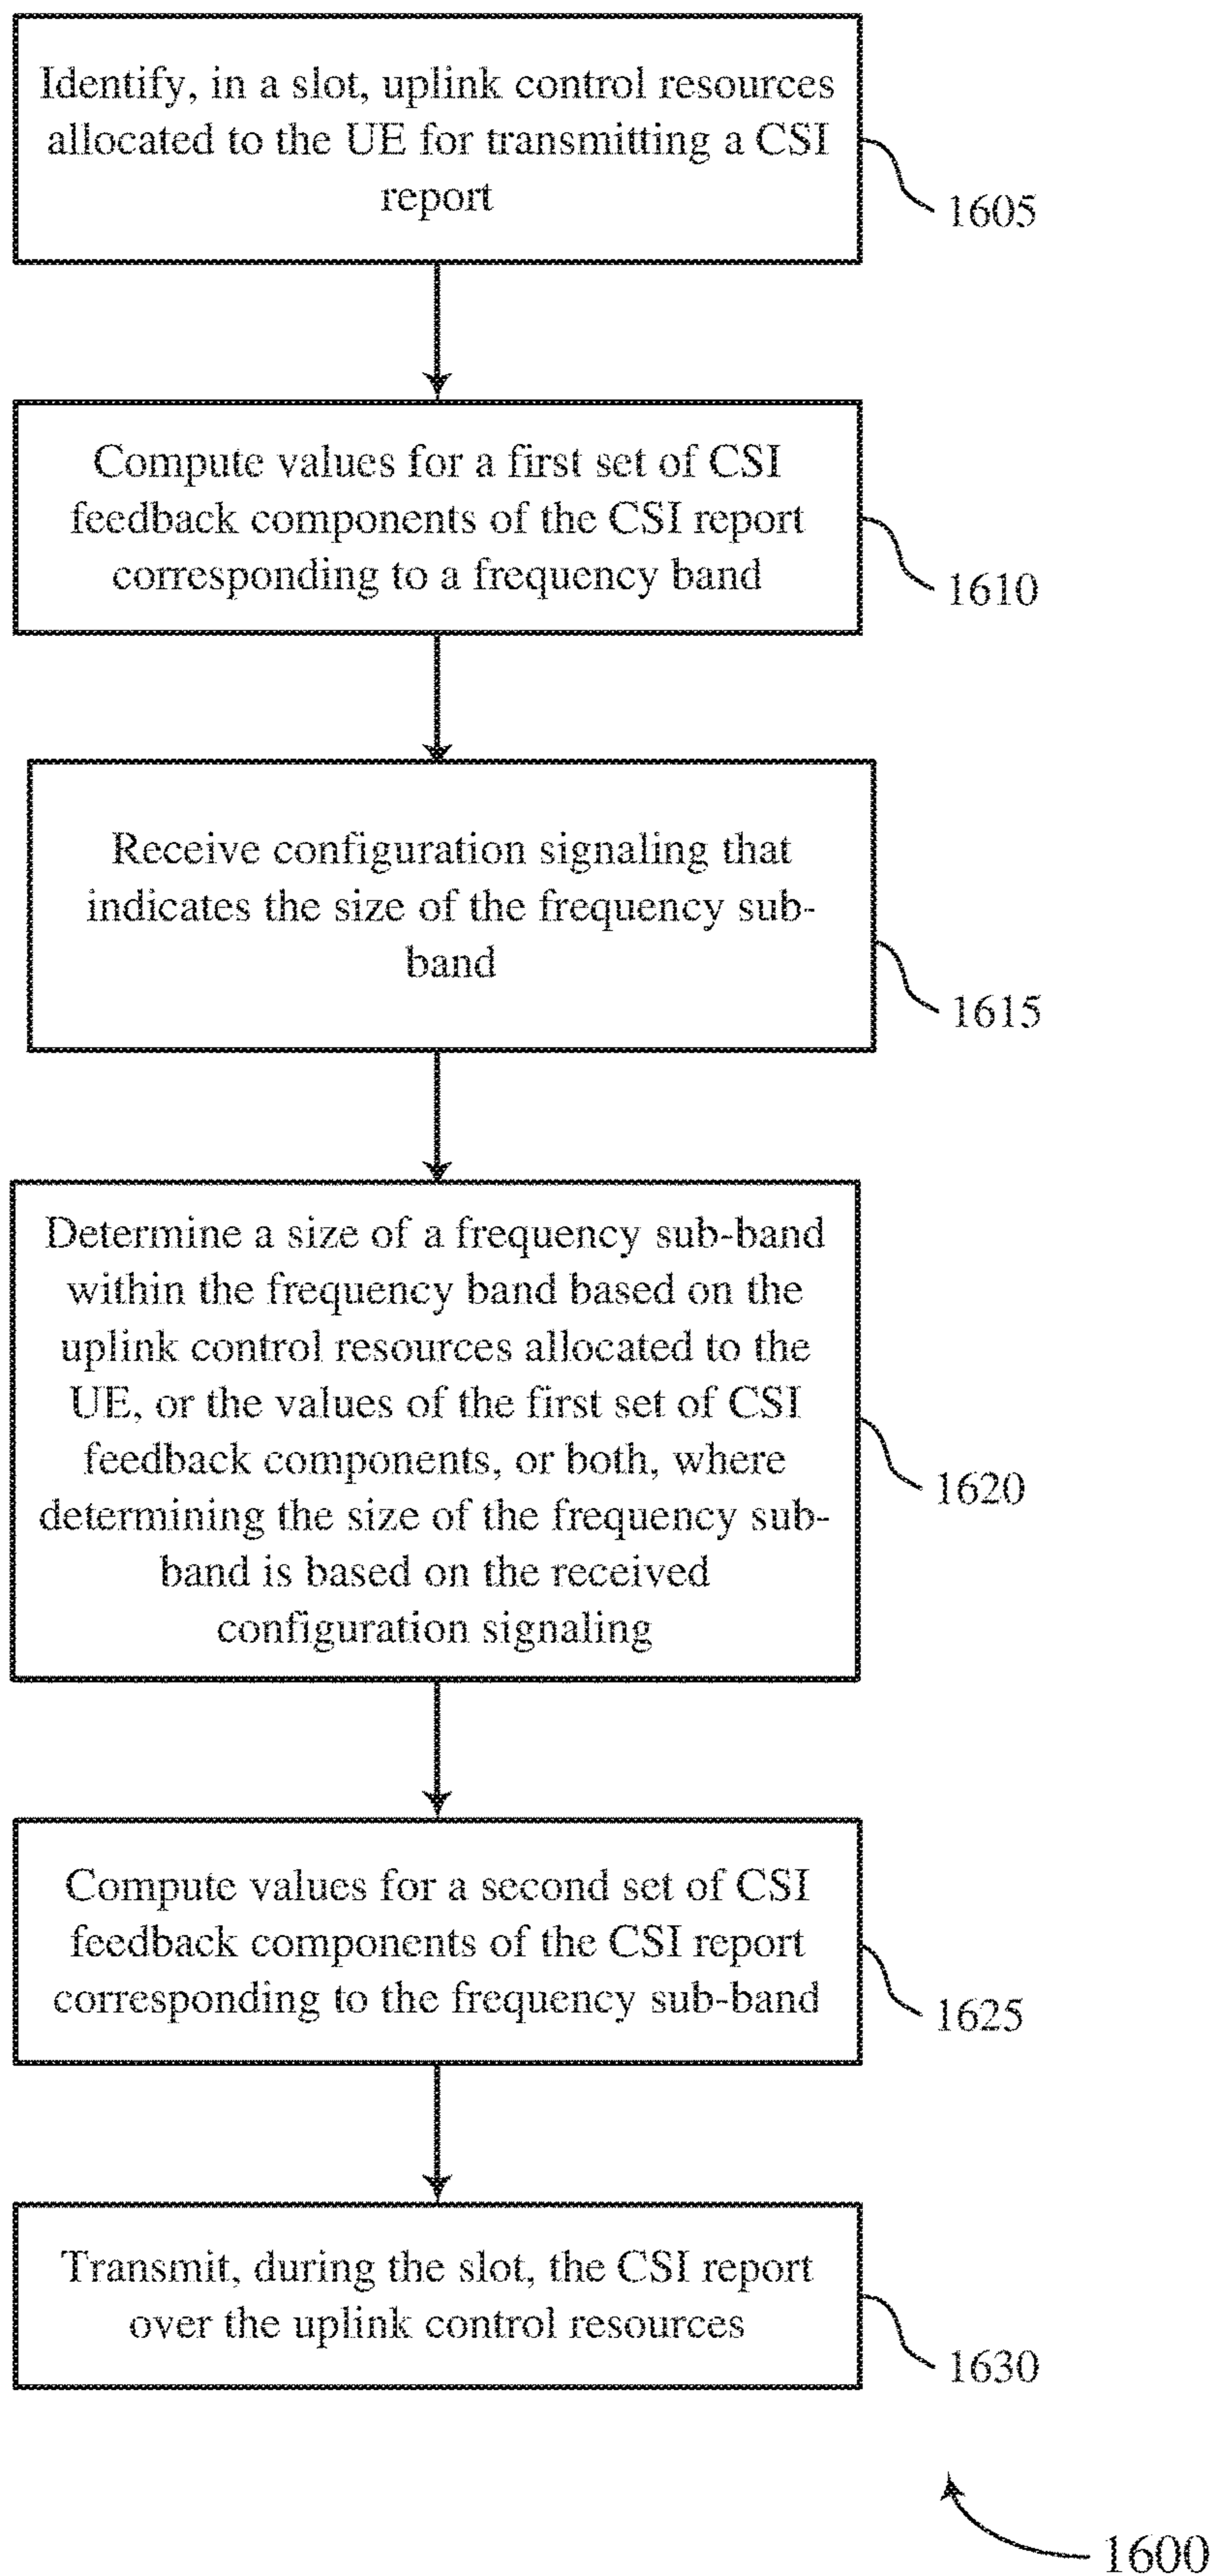 Identify, in a slot, uplink control resources
allocated to the UE for transmitting a CSI
report
1605
Compute values for a first set of CSI
feedback components of the CSI report
corresponding to a frequency band
1610
Receive configuration signaling that
indicates the size of the frequency sub-
band
1615
Determine a size of a frequency sub-band
within the frequency band based on the
uplink control resources allocated to the
UE, or the values of the first set of CSI
feedback components, or both, where
determining the size of the frequency sub-
band is based on the received
configuration signaling
1620
Compute values for a second set of CSI
feedback components of the CSI report
corresponding to the frequency sub-band
1625
Transmit, during the slot, the CSI report
over the uplink control resources
1630
1600